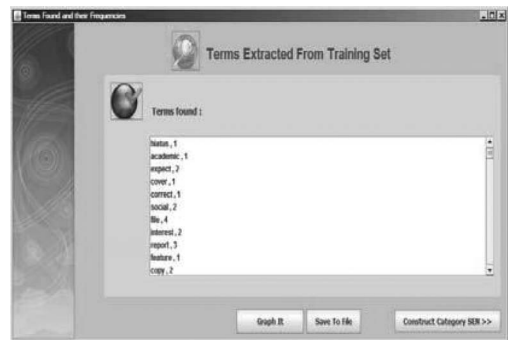 Terms Found and their Frequencies
Terms Extracted From Training Set
Terms found :
hiatus , 1
academic , 1
expect , 2
cover , 1
correct , 1
social , 2
file , 4
interest , 2
report , 3
feature , 1
copy , 2
Graph It
Save To File
Construct Catagory SEN >>